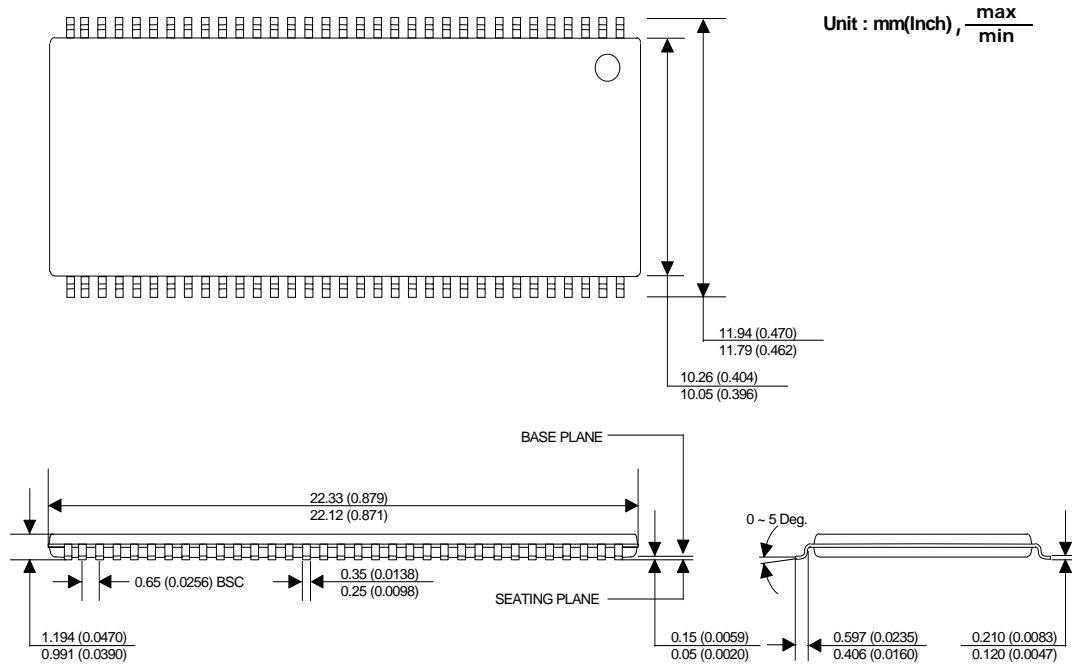 Unit : mm(Inch) , max
min
11.94 (0.470)
11.79 (0.462)
10.26 (0.404)
10.05 (0.396)
BASE PLANE
22.33 (0.879)
22.12 (0.871)
0 ~ 5 Deg.
0.65 (0.0256) BSC
0.35 (0.0138)
0.25 (0.0098)
SEATING PLANE
1.194 (0.0470)
0.991 (0.0390)
0.15 (0.0059)
0.05 (0.0020)
0.597 (0.0235)
0.406 (0.0160)
0.210 (0.0083)
0.120 (0.0047)